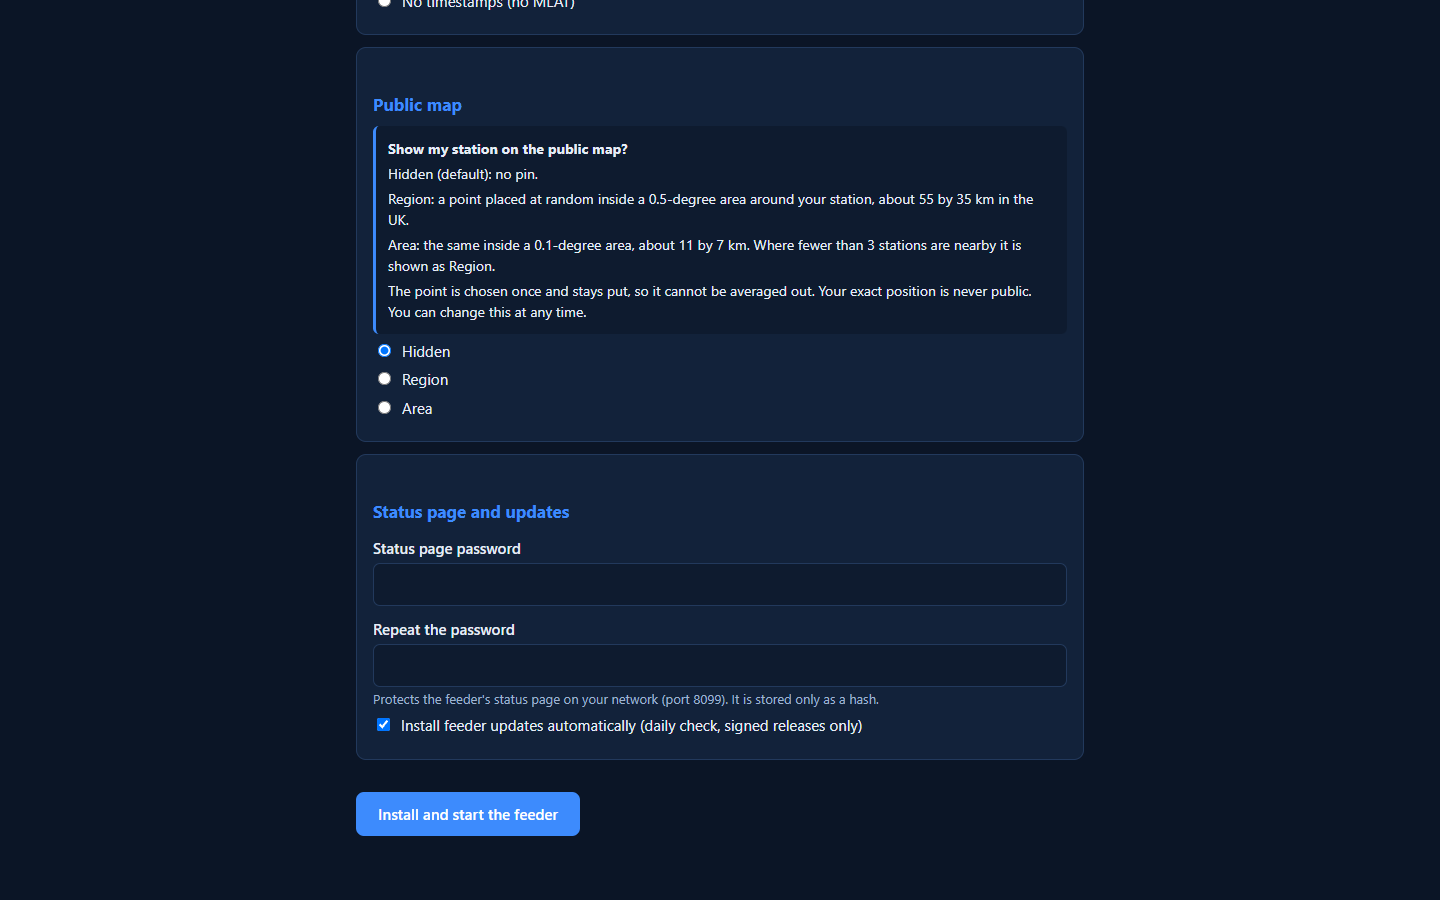 No timestamps (no MLAT)
Public map
Show my station on the public map?
Hidden (default): no pin.
Region: a point placed at random inside a 0.5-degree area around your station, about 55 by 35 km in the
UK.
Area: the same inside a 0.1-degree area, about 11 by 7 km. Where fewer than 3 stations are nearby it is
shown as Region.
The point is chosen once and stays put, so it cannot be averaged out. Your exact position is never public.
You can change this at any time.
Hidden
Region
Area
Status page and updates
Status page password
Repeat the password
Protects the feeder's status page on your network (port 8099). It is stored only as a hash.
Install feeder updates automatically (daily check, signed releases only)
Install and start the feeder